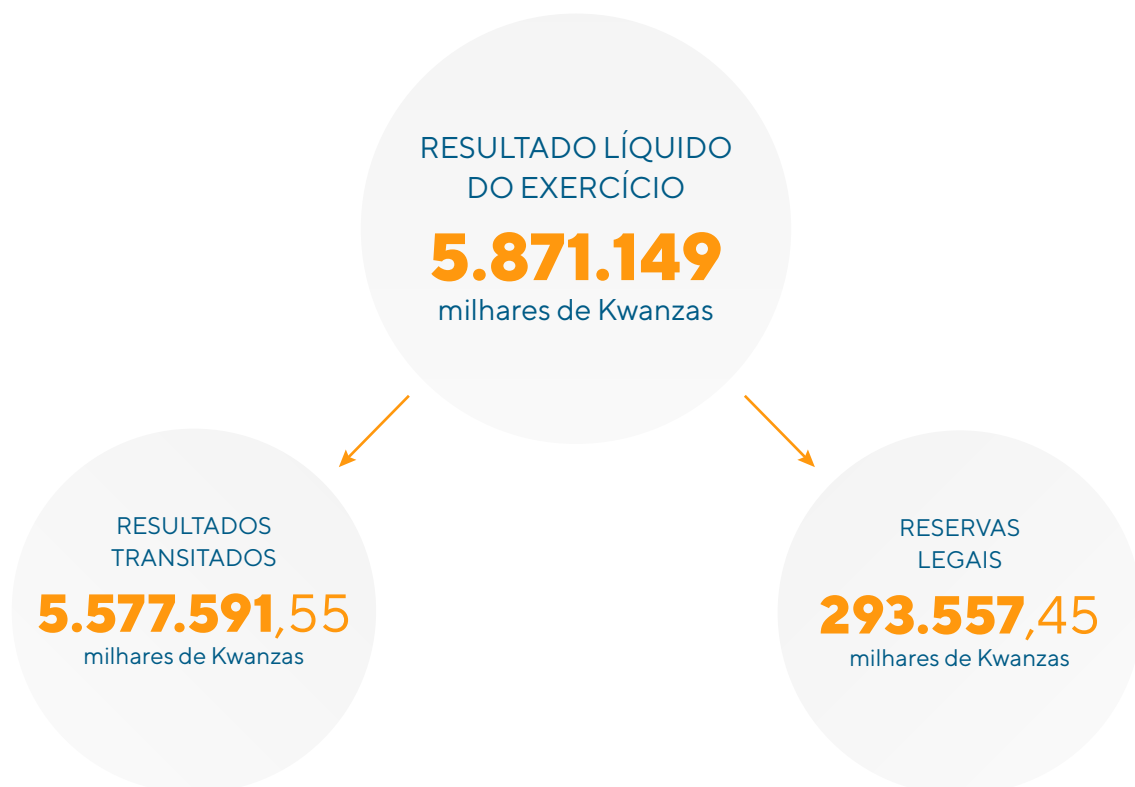 RESULTADO LÍQUIDO
DO EXERCÍCIO
5.871.149
milhares de Kwanzas
RESULTADOS
TRANSITADOS
5.577.591,55
milhares de Kwanzas
RESERVAS
LEGAIS
293.557,45
milhares de Kwanzas